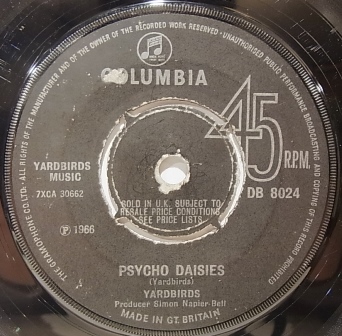 ALL RIGHTS OF THE MANUFACTURER AND OF THE OWNER OF THE RECORDED WORK RESERVED · UNAUTHORISED PUBLIC PERFORMANCE BROADCASTING AND COPYING OF THIS RECORD PROHIBITED
THE GRAMOPHONE CO. LTD.
OLUMBIA
45
R.P.M.
YARDBIRDS
MUSIC
7XCA 30662
DB 8024
SOLD IN U.K. SUBJECT TO
RESALE PRICE CONDITIONS
SEE PRICE LISTS
Ⓟ 1966
PSYCHO DAISIES
(Yardbirds)
YARDBIRDS
Producer Simon Napier-Bell
MADE IN GT. BRITAIN